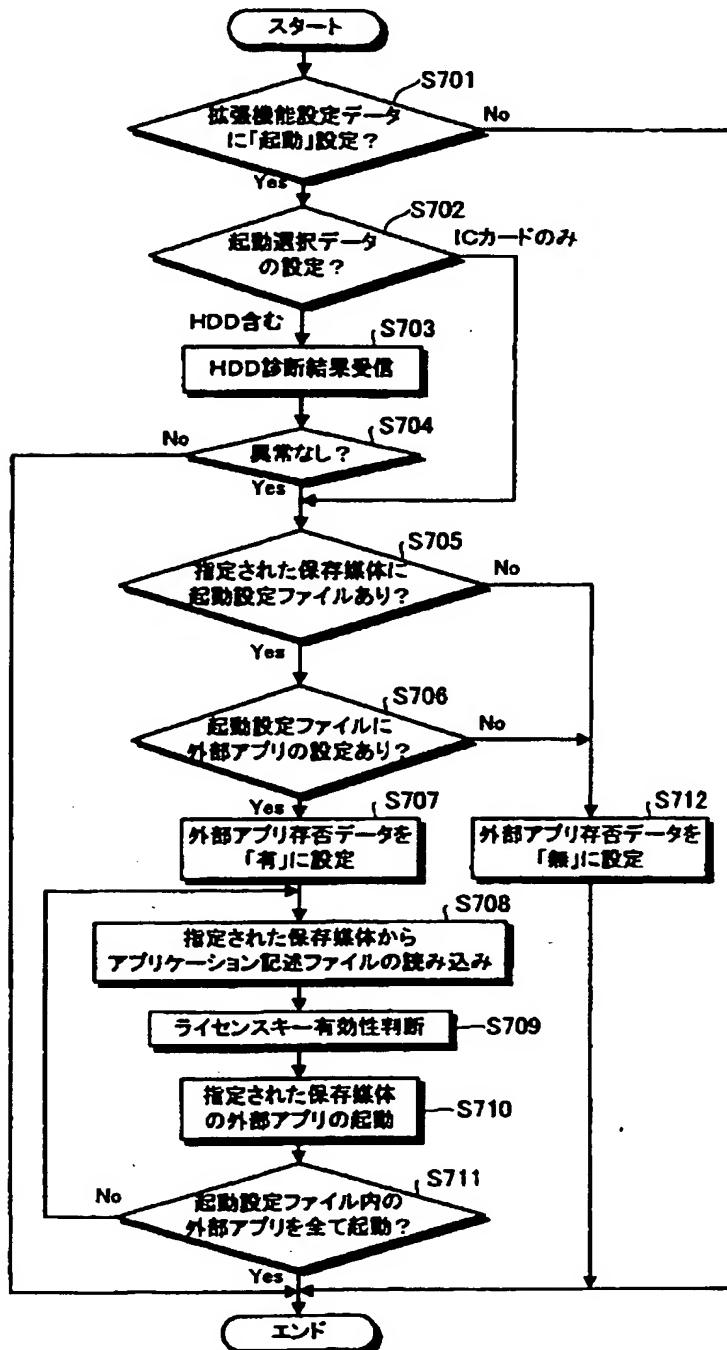 スタート
S701
拡張機能設定データ
に「起動」設定？
No
Yes
S702
起動選択データ
の設定？
ICカードのみ
HDD含む
S703
HDD診断結果受信
S704
No
異常なし？
Yes
S705
指定された保存媒体に
起動設定ファイルあり？
No
Yes
S706
起動設定ファイルに
外部アプリの設定あり？
No
Yes
S707
外部アプリ存否データを
「有」に設定
S712
外部アプリ存否データを
「無」に設定
S708
指定された保存媒体から
アプリケーション記述ファイルの読み込み
ライセンスキー有効性判断
S709
指定された保存媒体
の外部アプリの起動
S710
S711
No
起動設定ファイル内の
外部アプリを全て起動？
Yes
エンド